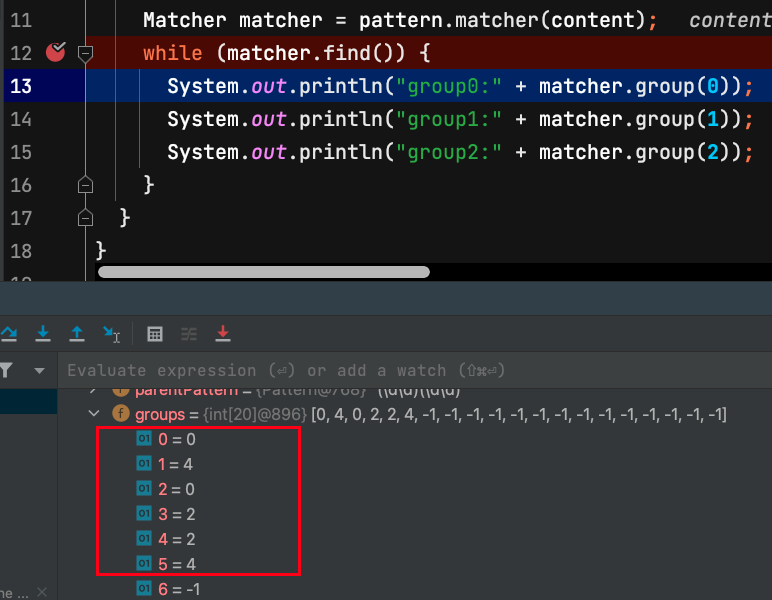 11 Matcher matcher = pattern.matcher(content); content
12 while (matcher.find()) {
13 System.out.println("group0:" + matcher.group(0));
14 System.out.println("group1:" + matcher.group(1));
15 System.out.println("group2:" + matcher.group(2));
16 }
17 }
18 }
Evaluate expression (⏎) or add a watch (⇧⌘⏎)
f parentPattern = {Pattern@768} "(\\d\\d)(\\d\\d)"
f groups = {int[20]@896} [0, 4, 0, 2, 2, 4, -1, -1, -1, -1, -1, -1, -1, -1, -1, -1, -1, -1, -1, -1]
01 0 = 0
01 1 = 4
01 2 = 0
01 3 = 2
01 4 = 2
01 5 = 4
01 6 = -1
ne ...